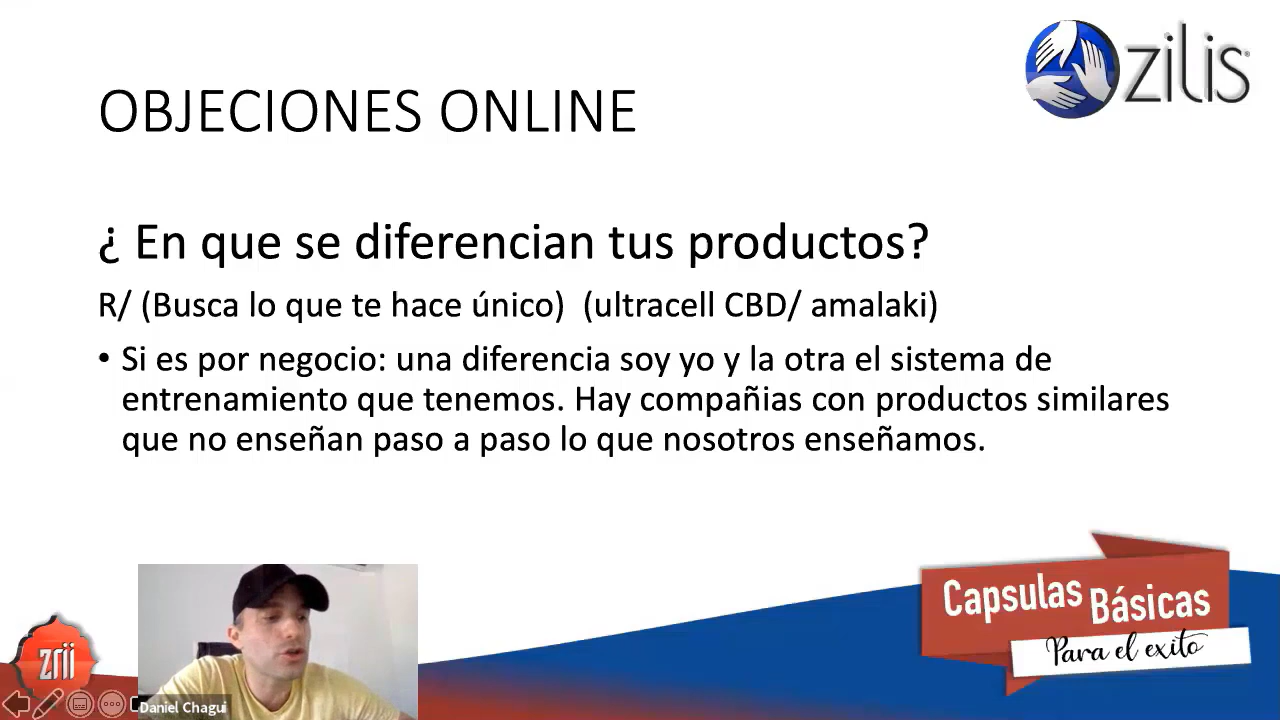 zilis
OBJECIONES ONLINE
¿ En que se diferencian tus productos?
R/ (Busca lo que te hace único) (ultracell CBD/ amalaki)
• Si es por negocio: una diferencia soy yo y la otra el sistema de
entrenamiento que tenemos. Hay compañias con productos similares
que no enseñan paso a paso lo que nosotros enseñamos.
Capsulas Básicas
Para el exito
zrii
Daniel Chagui